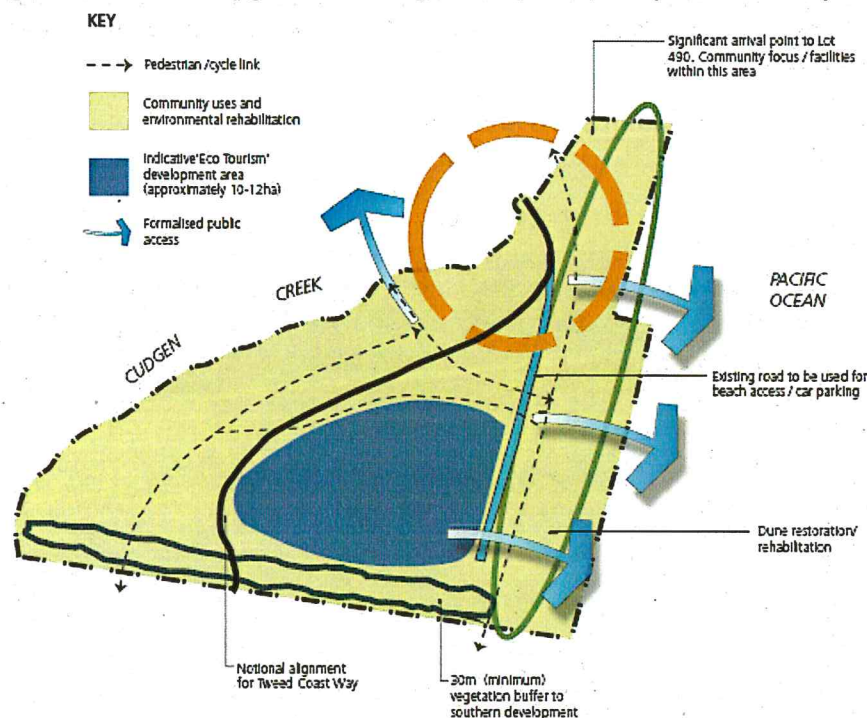 KEY
Pedestrian/cycle link
Community uses and
environmental rehabilitation
Indicative'Eco Tourism'
development area
(approximately 10-12ha)
Formalised public
access
Significant arrival point to Lot
490. Community focus / facilities
within this area
PACIFIC
OCEAN
CREEK
CUDGEN
Existing road to be used for
beach access / car parking
Dune restoration/
rehabilitation
Notional alignment
for Tweed Coast Way
30m (minimum)
vegetation buffer to
southern development